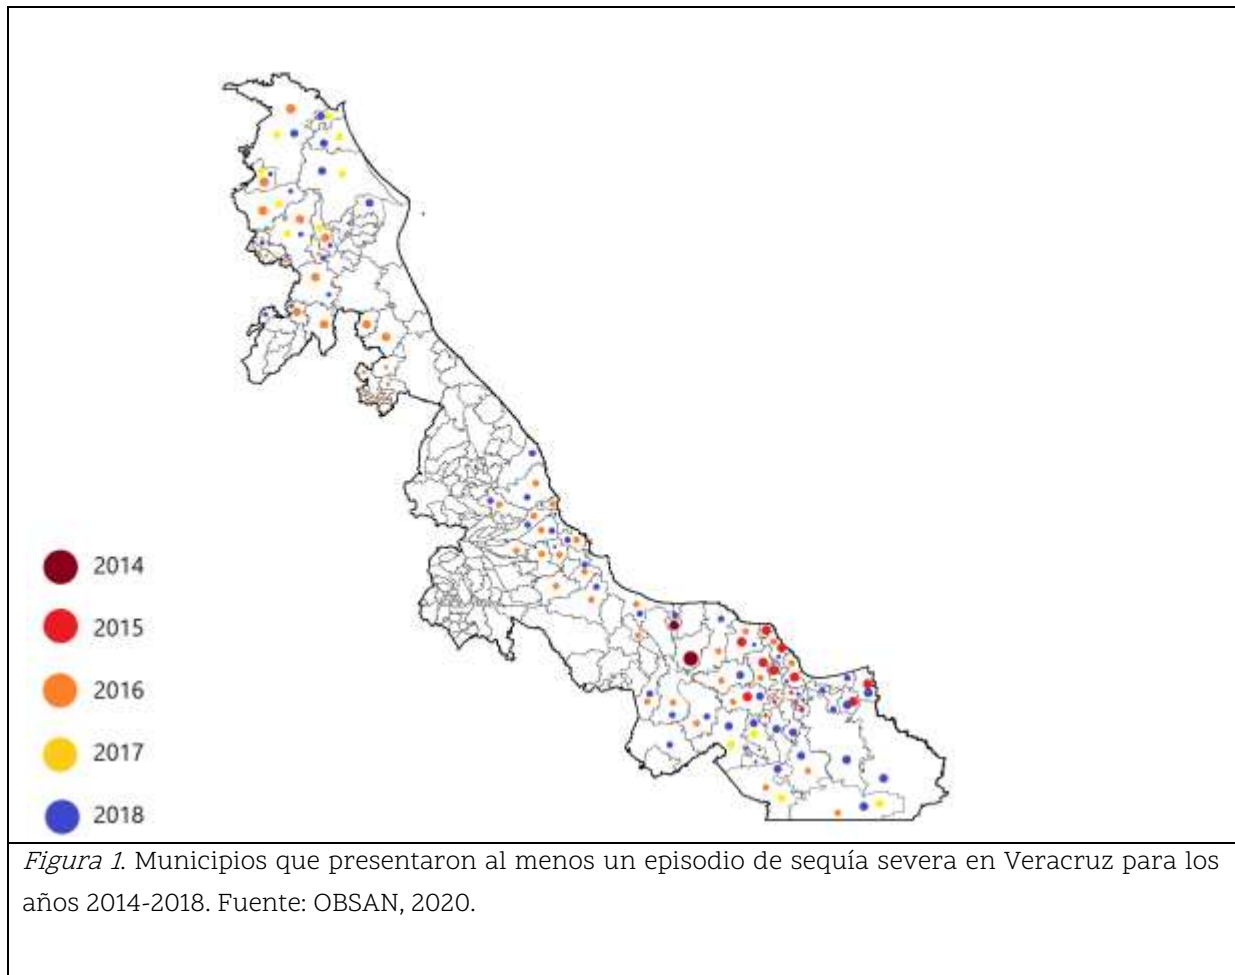 2014
2015
2016
2017
2018
Figura 1. Municipios que presentaron al menos un episodio de sequía severa en Veracruz para los
años 2014-2018. Fuente: OBSAN, 2020.